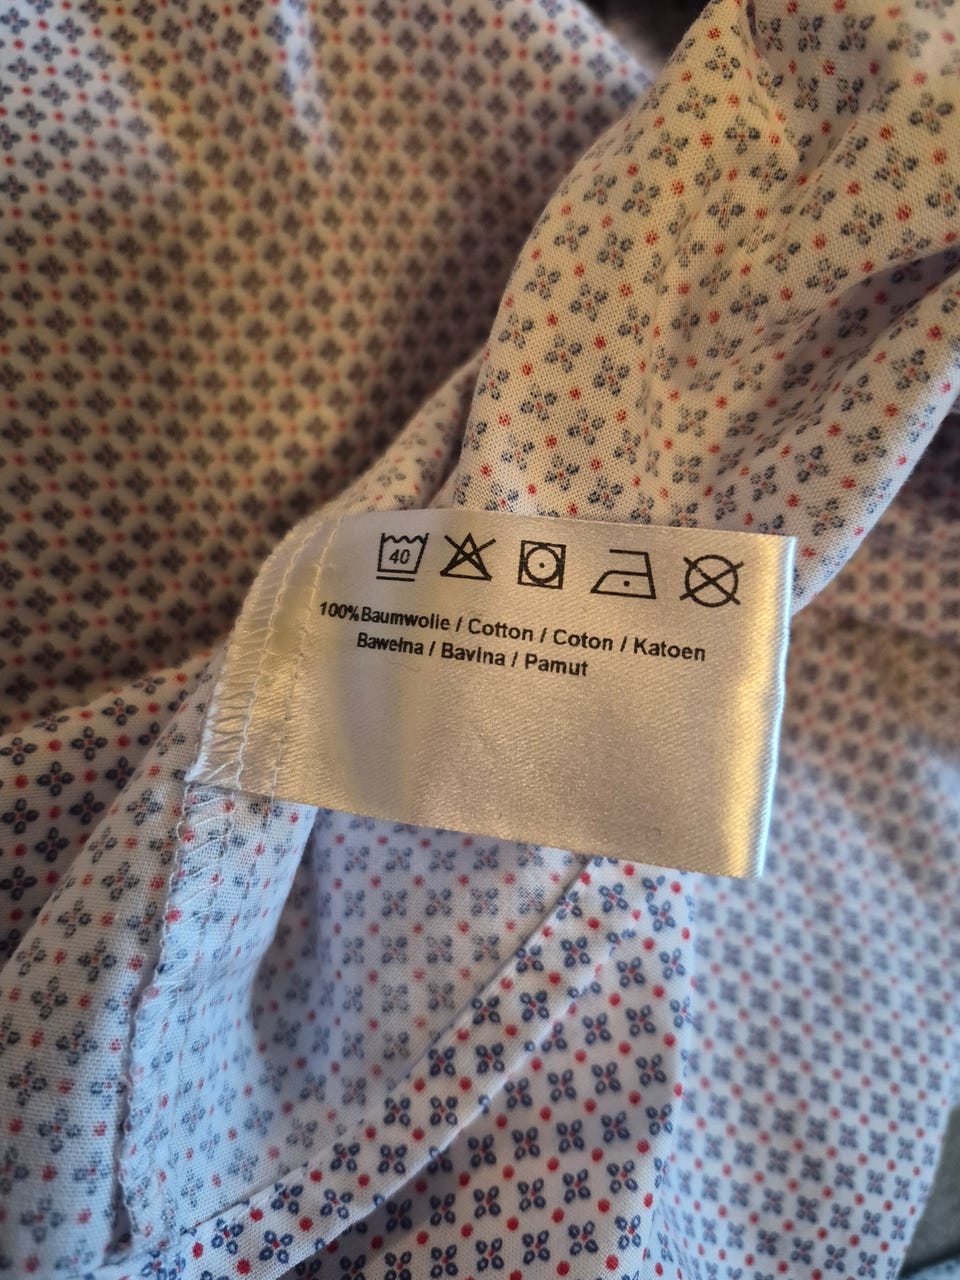 40
100% Baumwolle / Cotton / Coton / Katoen
Bawełna / Bavlna / Pamut